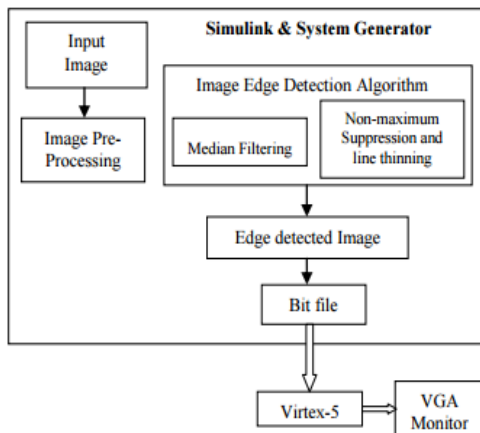 Simulink & System Generator
Input
Image
Image Pre-
Processing
Image Edge Detection Algorithm
Median Filtering
Non-maximum
Suppression and
line thinning
Edge detected Image
Bit file
Virtex-5
VGA
Monitor